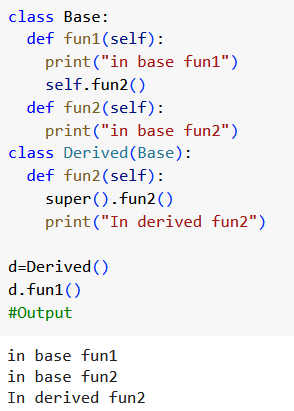 class Base:
  def fun1(self):
    print("in base fun1")
    self.fun2()
  def fun2(self):
    print("in base fun2")
class Derived(Base):
  def fun2(self):
    super().fun2()
    print("In derived fun2")

d=Derived()
d.fun1()
#Output
in base fun1
in base fun2
In derived fun2